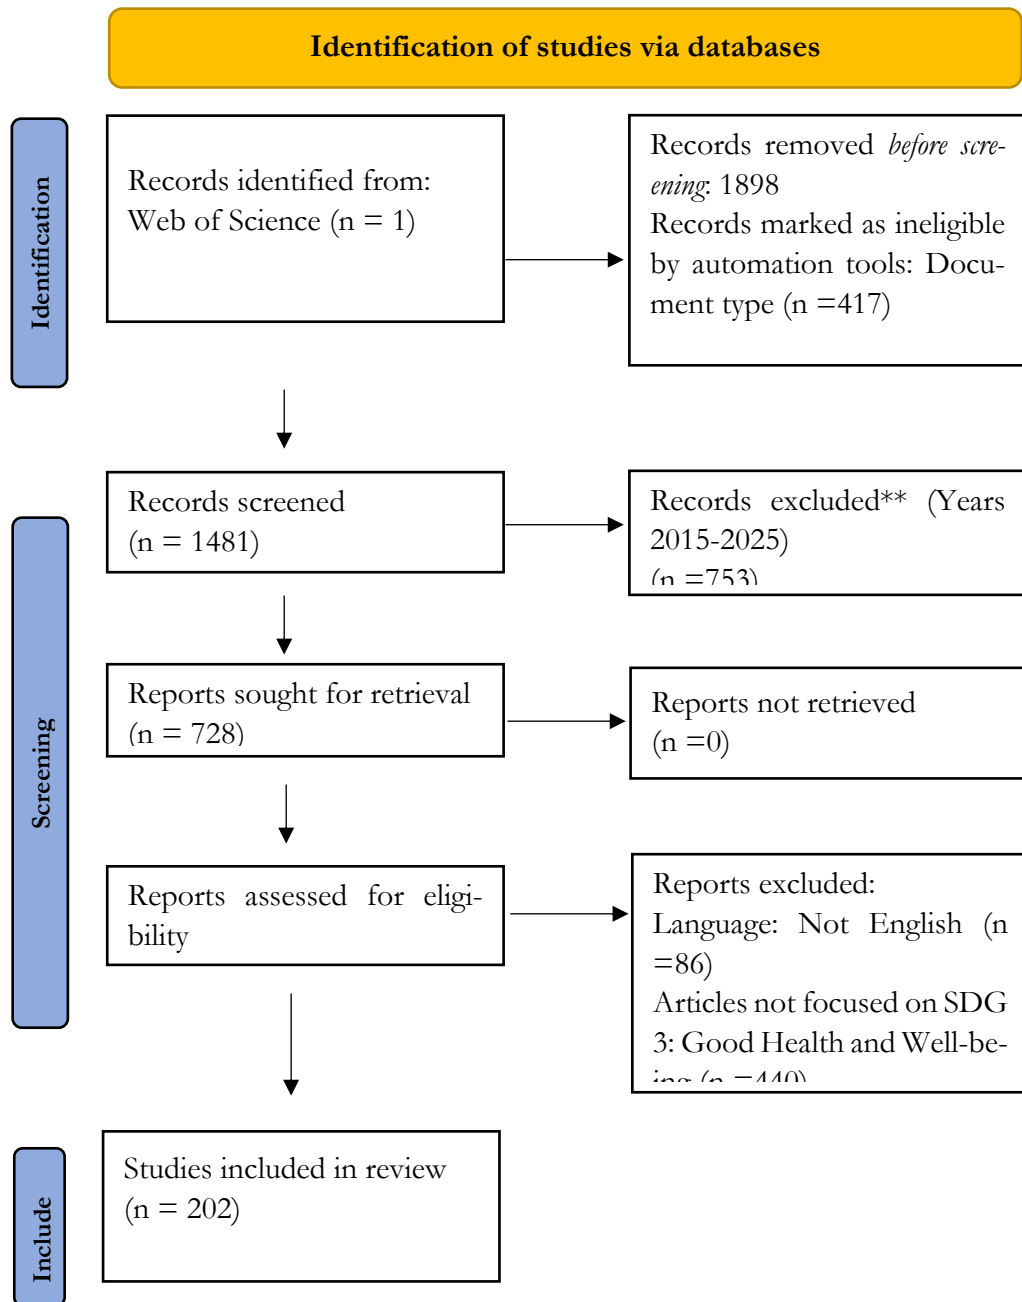 Identification of studies via databases
Identification
Records identified from:
Web of Science (n = 1)
Records removed before scre-
ening: 1898
Records marked as ineligible
by automation tools: Docu-
ment type (n =417)
Screening
Records screened
(n = 1481)
Records excluded** (Years
2015-2025)
(n =753)
Reports sought for retrieval
(n = 728)
Reports not retrieved
(n =0)
Reports assessed for eligi-
bility
Reports excluded:
Language: Not English (n
=86)
Articles not focused on SDG
3: Good Health and Well-be-
ing (n =440)
Include
Studies included in review
(n = 202)